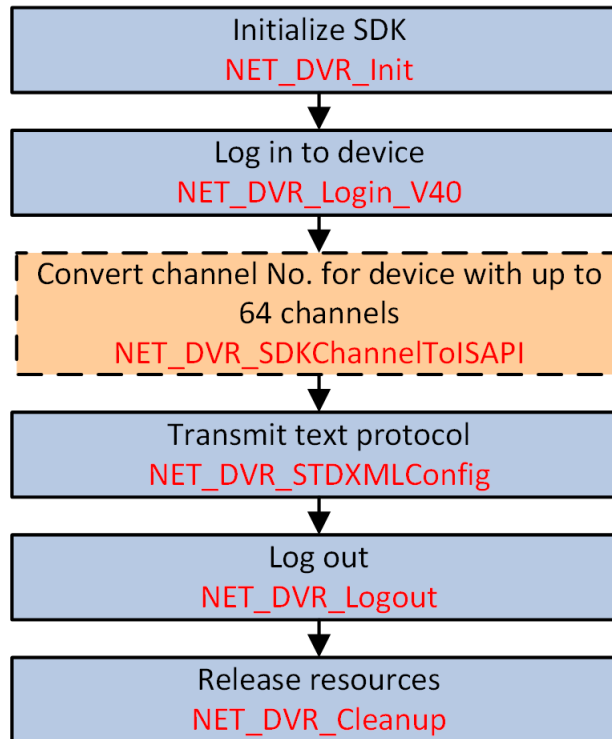 Initialize SDK
NET_DVR_Init
Log in to device
NET_DVR_Login_V40
Convert channel No. for device with up to
64 channels
NET_DVR_SDKChannelToISAPI
Transmit text protocol
NET_DVR_STDXMLConfig
Log out
NET_DVR_Logout
Release resources
NET_DVR_Cleanup